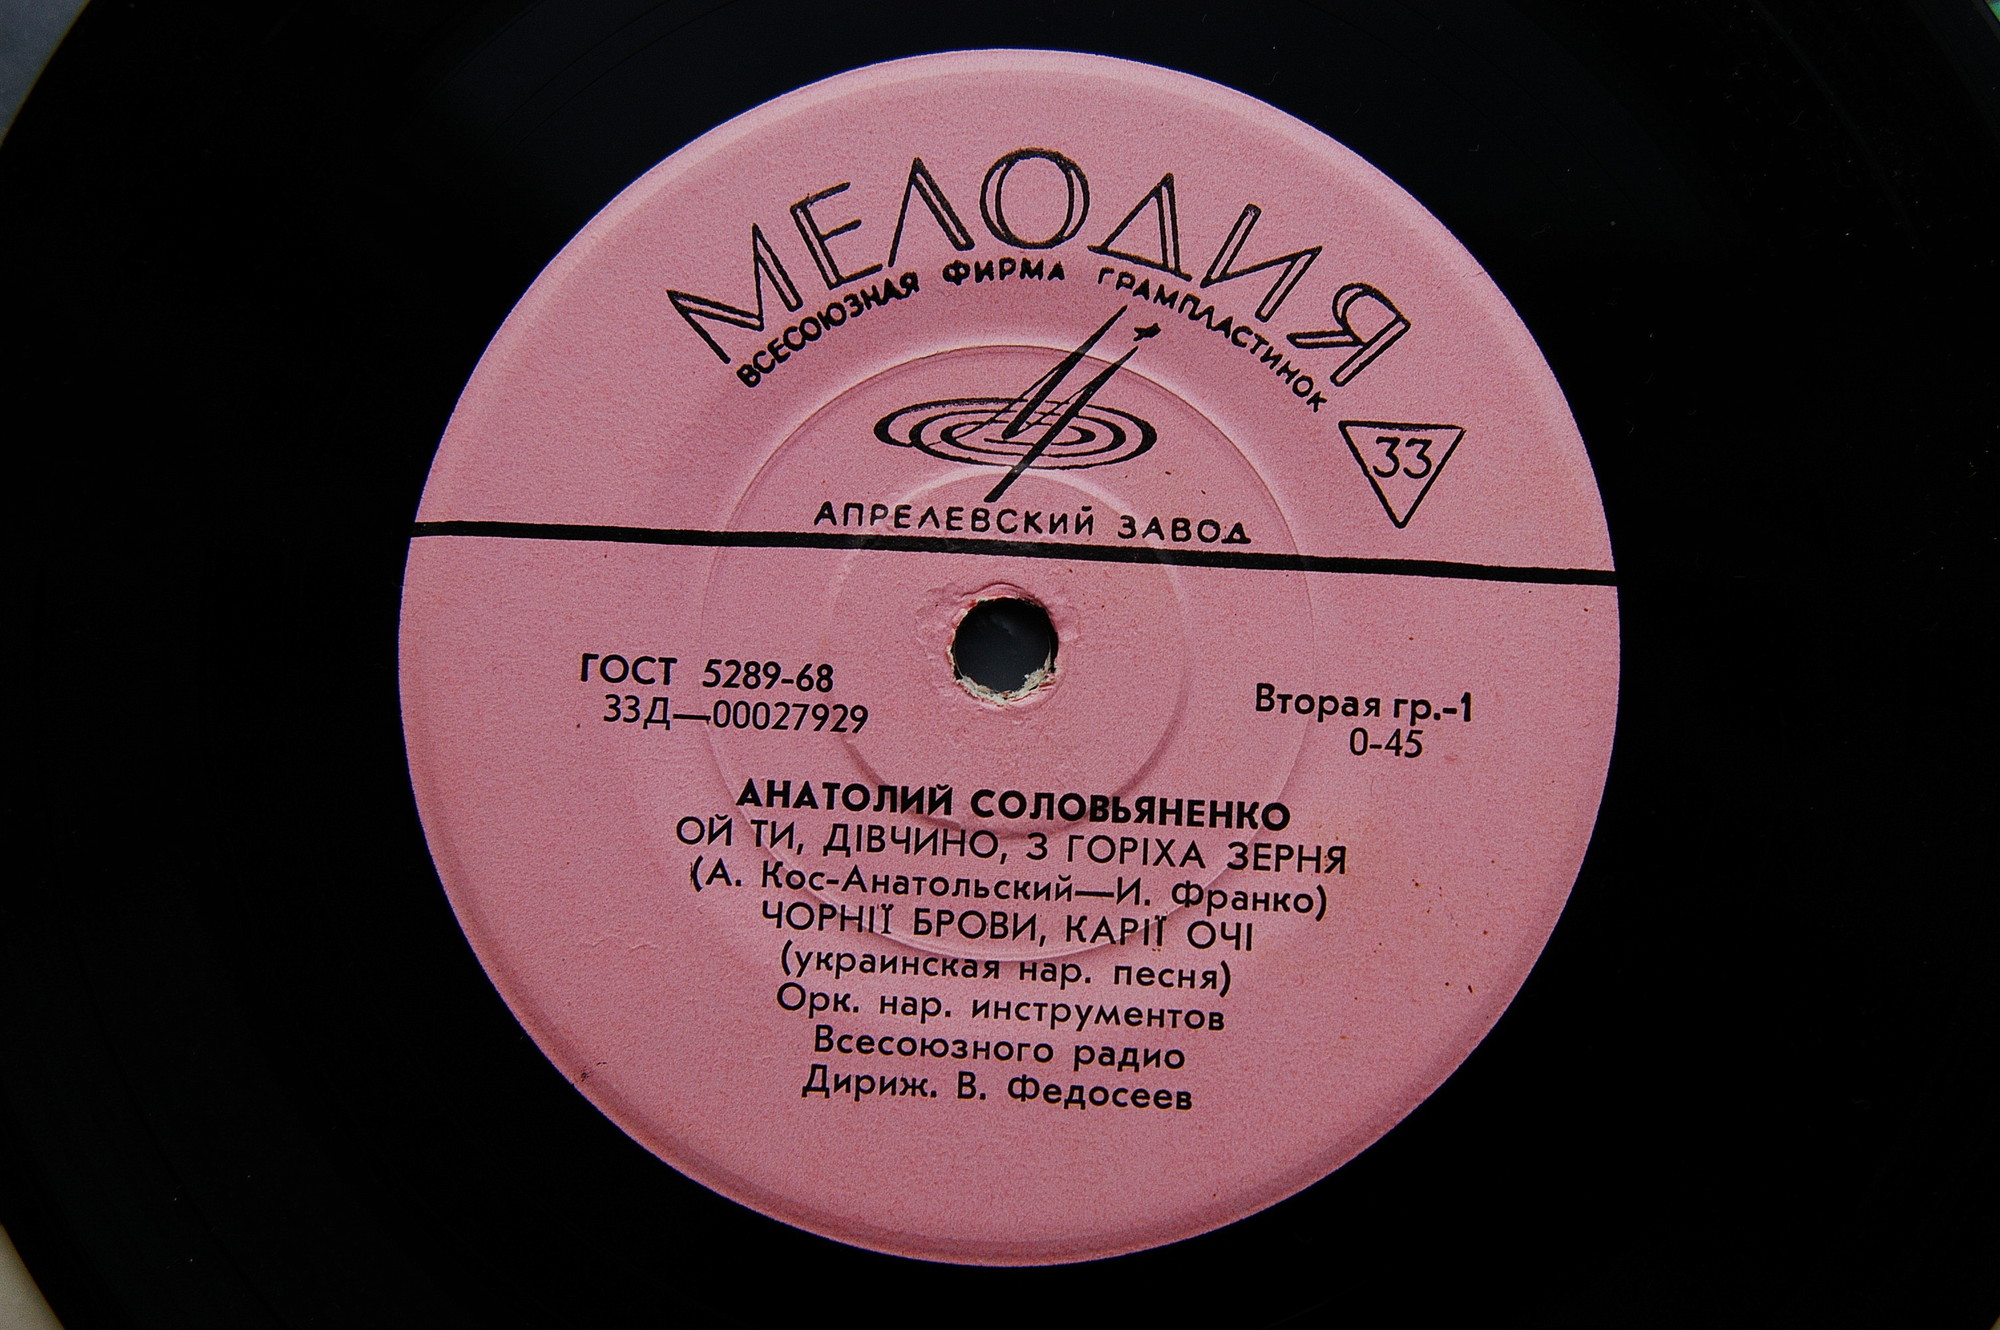 МЕЛОДИЯ
ВСЕСОЮЗНАЯ ФИРМА ГРАМПЛАСТИНОК
33
АПРЕЛЕВСКИЙ ЗАВОД
ГОСТ 5289-68
33Д—00027929
Вторая гр.-1
0-45
АНАТОЛИЙ СОЛОВЬЯНЕНКО
ОЙ ТИ, ДІВЧИНО, З ГОРІХА ЗЕРНЯ
(А. Кос-Анатольский—И. Франко)
ЧОРНІЇ БРОВИ, КАРІЇ ОЧІ
(украинская нар. песня)
Орк. нар. инструментов
Всесоюзного радио
Дириж. В. Федосеев